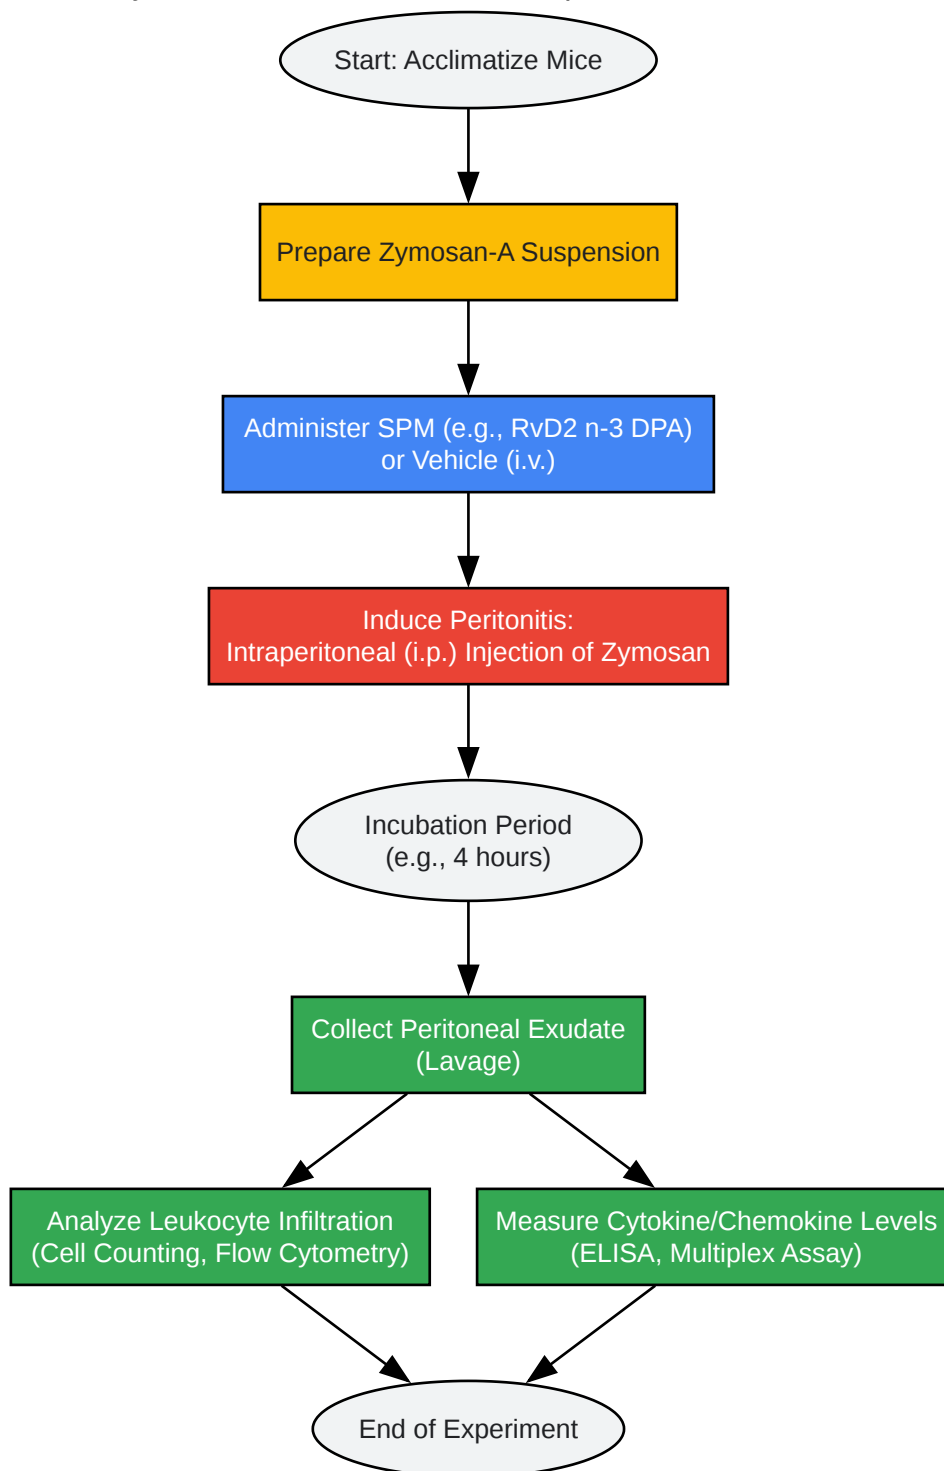 Start: Acclimatize Mice
Prepare Zymosan-A Suspension
Administer SPM (e.g., RvD2 n-3 DPA)
or Vehicle (i.v.)
Induce Peritonitis:
Intraperitoneal (i.p.) Injection of Zymosan
Incubation Period
(e.g., 4 hours)
Collect Peritoneal Exudate
(Lavage)
Analyze Leukocyte Infiltration
(Cell Counting, Flow Cytometry)
Measure Cytokine/Chemokine Levels
(ELISA, Multiplex Assay)
End of Experiment